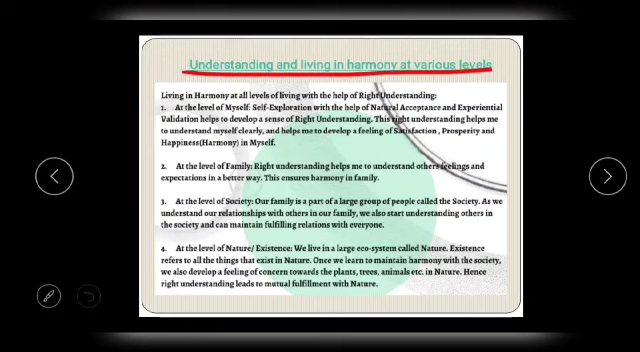 Understanding and living in harmony at various levels
Living in Harmony at all levels of living with the help of Right Understanding:
1. At the level of Myself: Self-Exploration with the help of Natural Acceptance and Experiential
Validation helps to develop a sense of Right Understanding. This right understanding helps me
to understand myself clearly, and helps me to develop a feeling of Satisfaction , Prosperity and
Happiness(Harmony) in Myself.
2. At the level of Family: Right understanding helps me to understand others feelings and
expectations in a better way. This ensures harmony in family.
3. At the level of Society: Our family is a part of a large group of people called the Society. As we
understand our relationships with others in our family, we also start understanding others in
the society and can maintain fulfilling relations with everyone.
4. At the level of Nature/ Existence: We live in a large eco-system called Nature. Existence
refers to all the things that exist in Nature. Once we learn to maintain harmony with the society,
we also develop a feeling of concern towards the plants, trees, animals etc. in Nature. Hence
right understanding leads to mutual fulfillment with Nature.